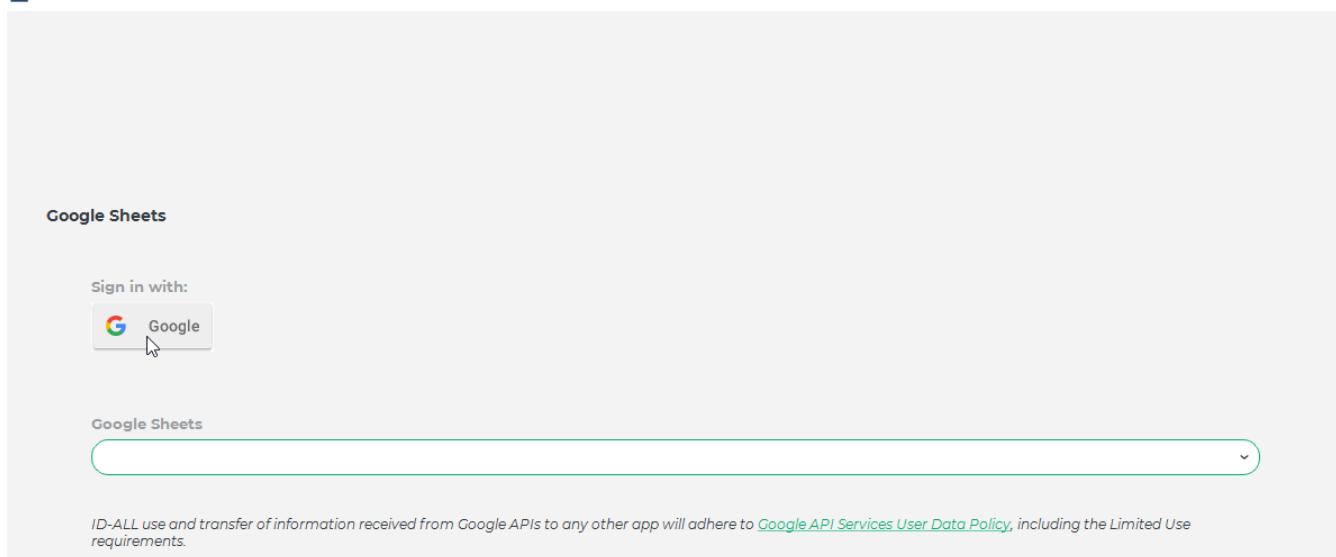 Google Sheets
Sign in with:
Google
Google Sheets
ID-ALL use and transfer of information received from Google APIs to any other app will adhere to Google API Services User Data Policy, including the Limited Use
requirements.